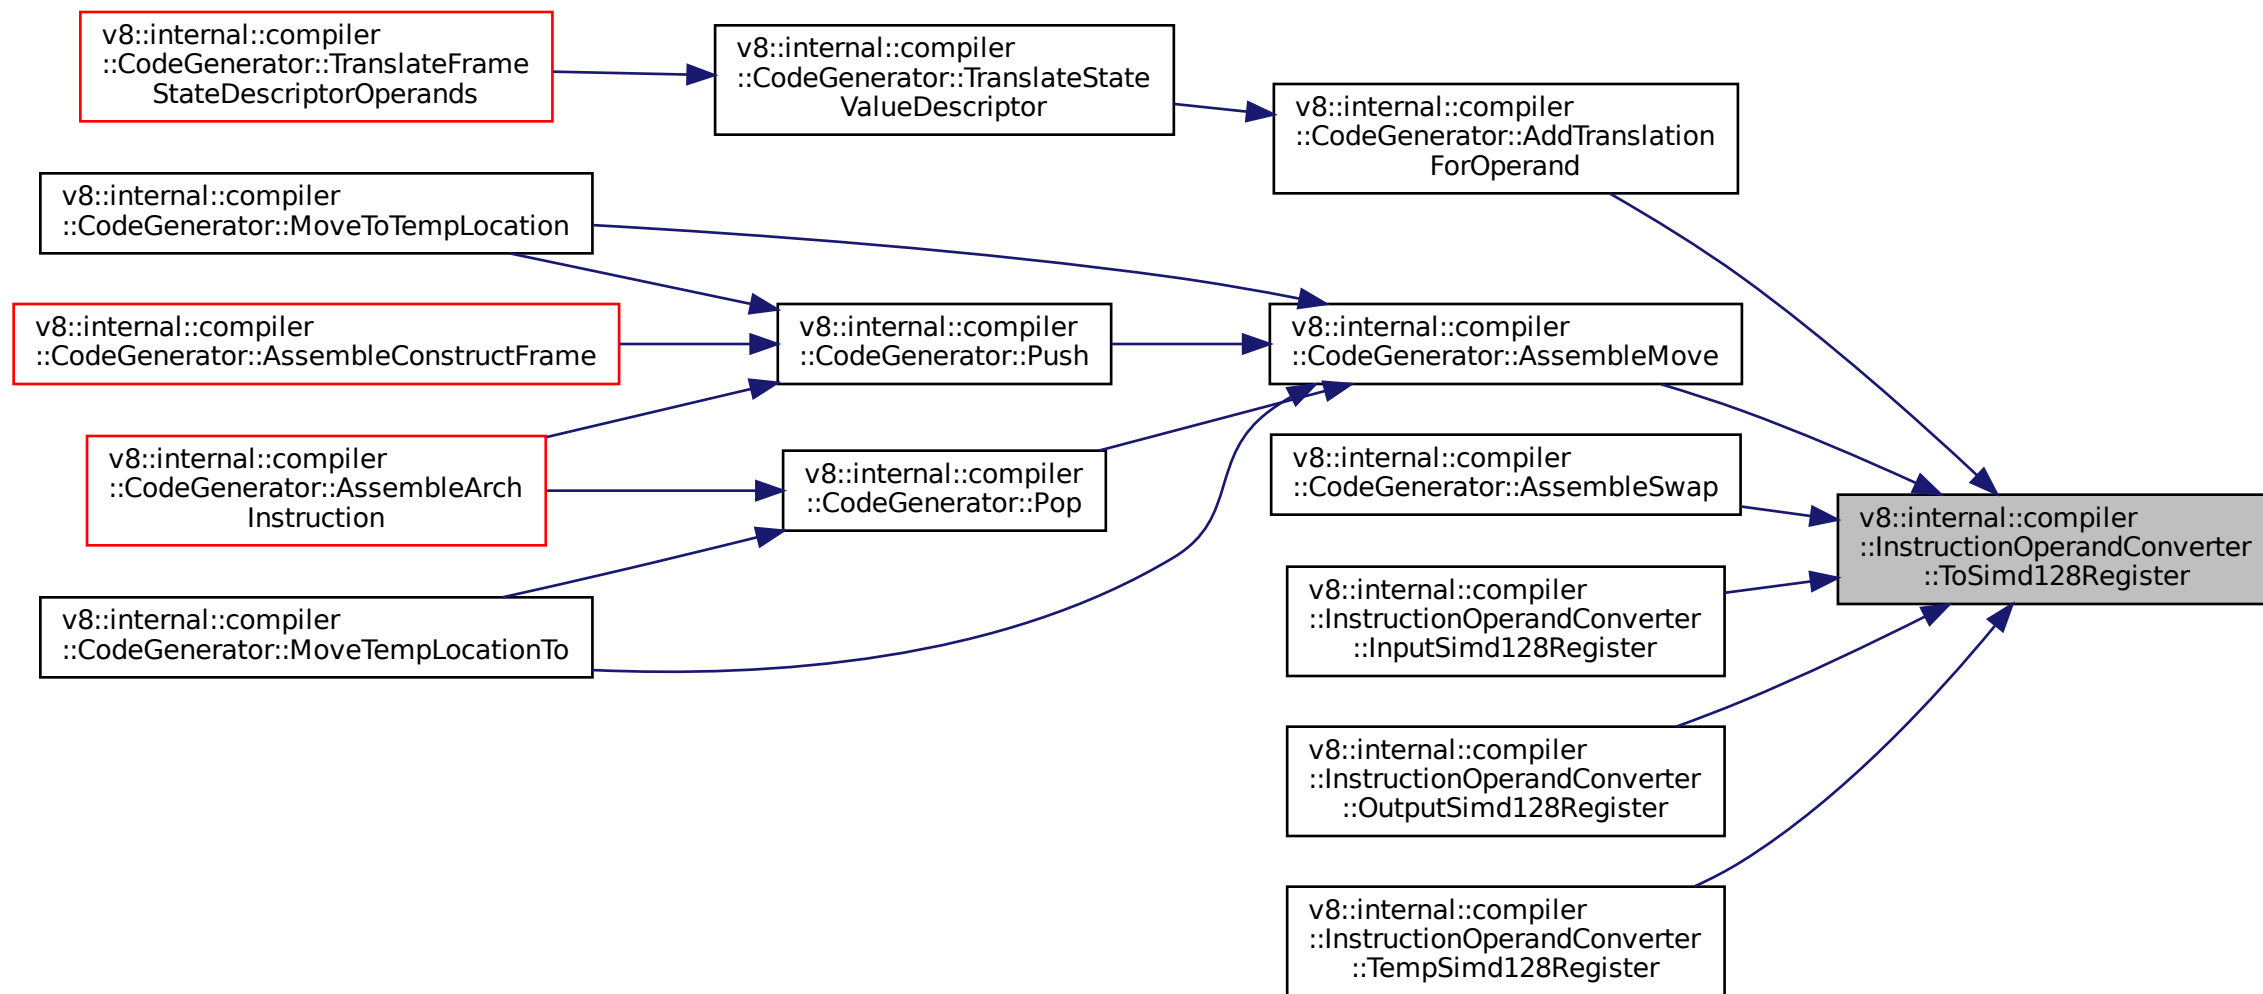 v8::internal::compiler
::CodeGenerator::TranslateFrame
StateDescriptorOperands
v8::internal::compiler
::CodeGenerator::TranslateState
ValueDescriptor
v8::internal::compiler
::CodeGenerator::AddTranslation
ForOperand
v8::internal::compiler
::CodeGenerator::MoveToTempLocation
v8::internal::compiler
::CodeGenerator::AssembleConstructFrame
v8::internal::compiler
::CodeGenerator::Push
v8::internal::compiler
::CodeGenerator::AssembleMove
v8::internal::compiler
::CodeGenerator::AssembleArch
Instruction
v8::internal::compiler
::CodeGenerator::Pop
v8::internal::compiler
::CodeGenerator::AssembleSwap
v8::internal::compiler
::InstructionOperandConverter
::ToSimd128Register
v8::internal::compiler
::CodeGenerator::MoveTempLocationTo
v8::internal::compiler
::InstructionOperandConverter
::InputSimd128Register
v8::internal::compiler
::InstructionOperandConverter
::OutputSimd128Register
v8::internal::compiler
::InstructionOperandConverter
::TempSimd128Register